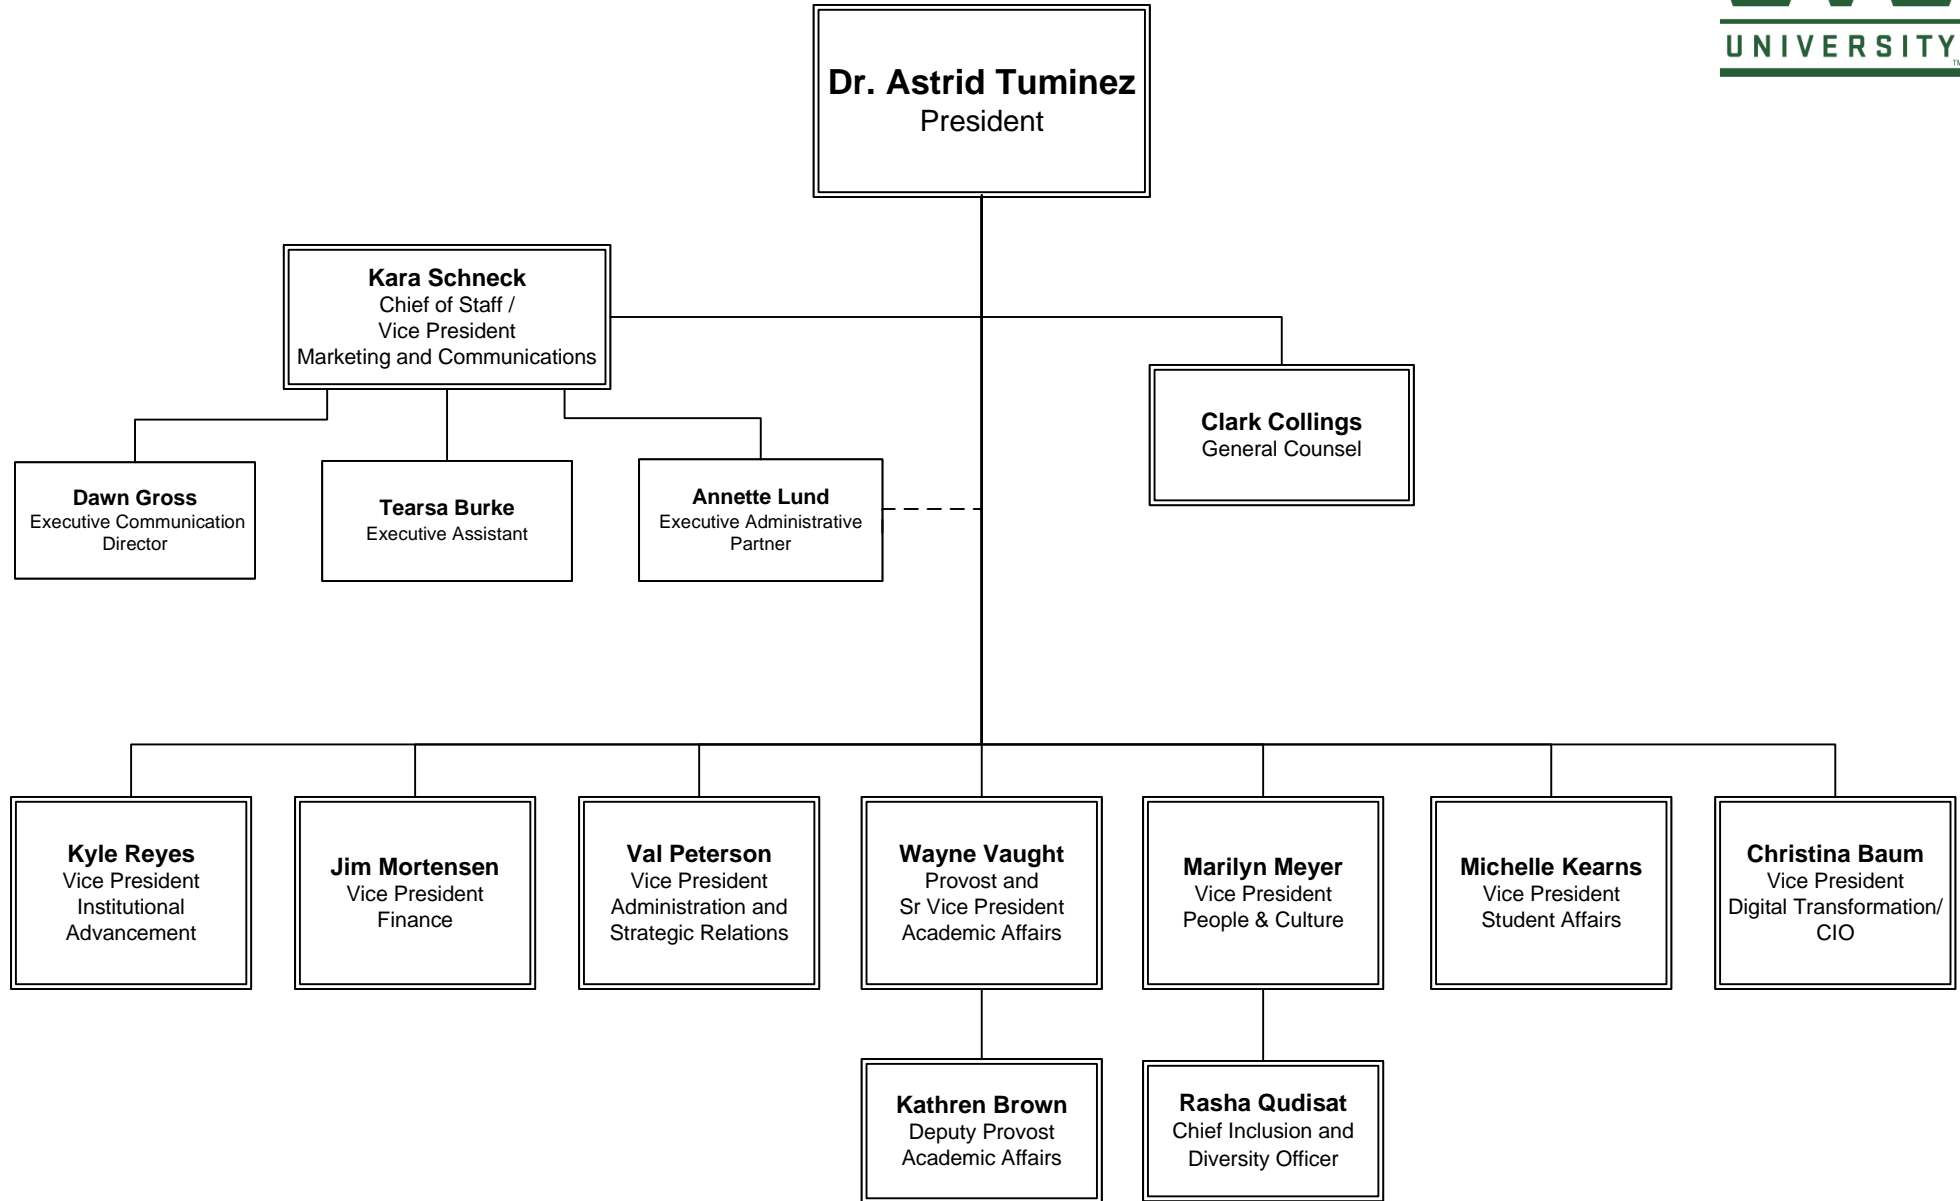 UNIVERSITY
TM
Dr. Astrid Tuminez
President
Kara Schneck
Chief of Staff /
Vice President
Marketing and Communications
Clark Collings
General Counsel
Dawn Gross
Executive Communication
Director
Tearsa Burke
Executive Assistant
Annette Lund
Executive Administrative
Partner
Kyle Reyes
Vice President
Institutional
Advancement
Jim Mortensen
Vice President
Finance
Val Peterson
Vice President
Administration and
Strategic Relations
Wayne Vaught
Provost and
Sr Vice President
Academic Affairs
Marilyn Meyer
Vice President
People & Culture
Michelle Kearns
Vice President
Student Affairs
Christina Baum
Vice President
Digital Transformation/
CIO
Kathren Brown
Deputy Provost
Academic Affairs
Rasha Qudisat
Chief Inclusion and
Diversity Officer